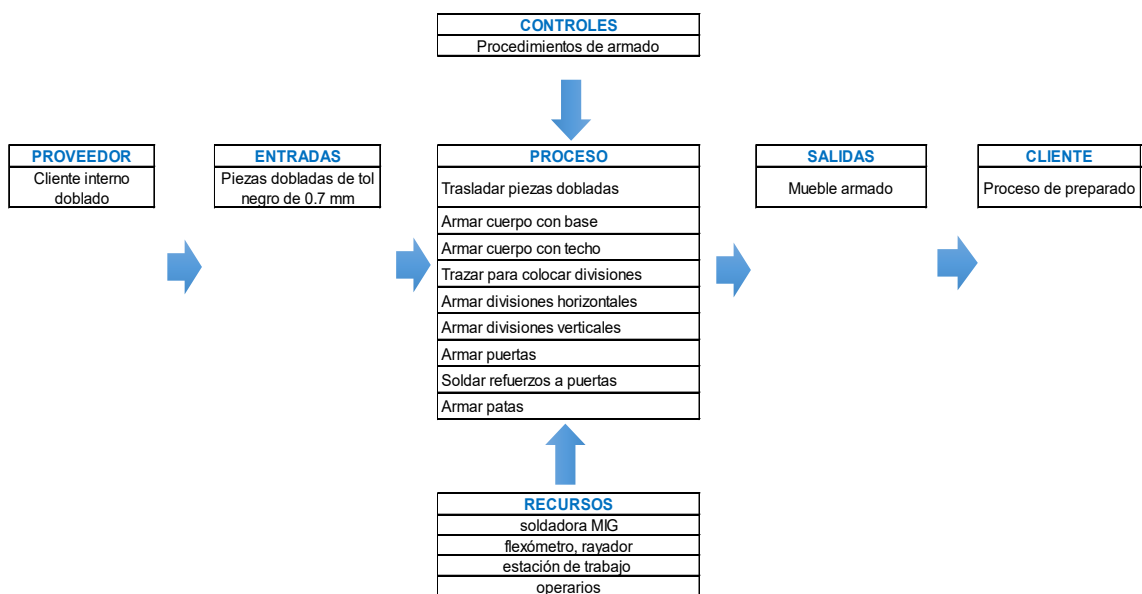 CONTROLES
Procedimientos de armado
PROVEEDOR
Cliente interno
doblado
ENTRADAS
Piezas dobladas de tol
negro de 0.7 mm
PROCESO
Trasladar piezas dobladas
Armar cuerpo con base
Armar cuerpo con techo
Trazar para colocar divisiones
Armar divisiones horizontales
Armar divisiones verticales
Armar puertas
Soldar refuerzos a puertas
Armar patas
SALIDAS
Mueble armado
CLIENTE
Proceso de preparado
RECURSOS
soldadora MIG
flexómetro, rayador
estación de trabajo
operarios